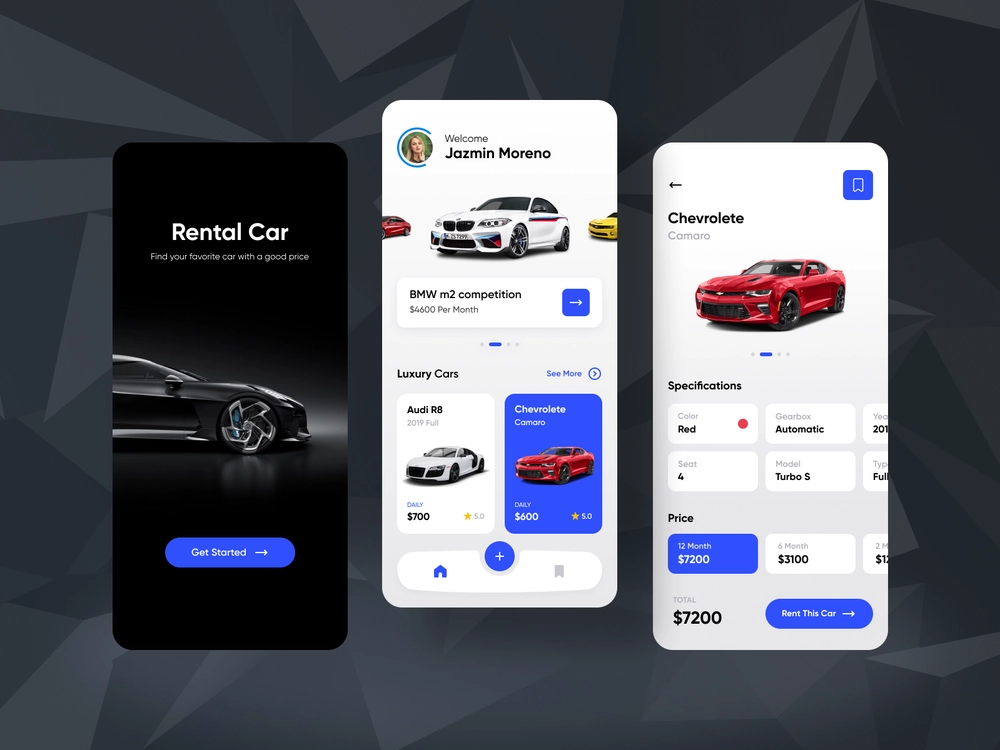 Rental Car
Find your favorite car with a good price
Get Started
Welcome
Jazmin Moreno
BMW m2 competition
$4600 Per Month
Luxury Cars
See More
Audi R8
2019 Full
DAILY
$700
5.0
Chevrolete
Camaro
DAILY
$600
5.0
Chevrolete
Camaro
Specifications
Color
Red
Gearbox
Automatic
Yea
201
Seat
4
Model
Turbo S
Typ
Full
Price
12 Month
$7200
6 Month
$3100
2 M
$12
TOTAL
$7200
Rent This Car